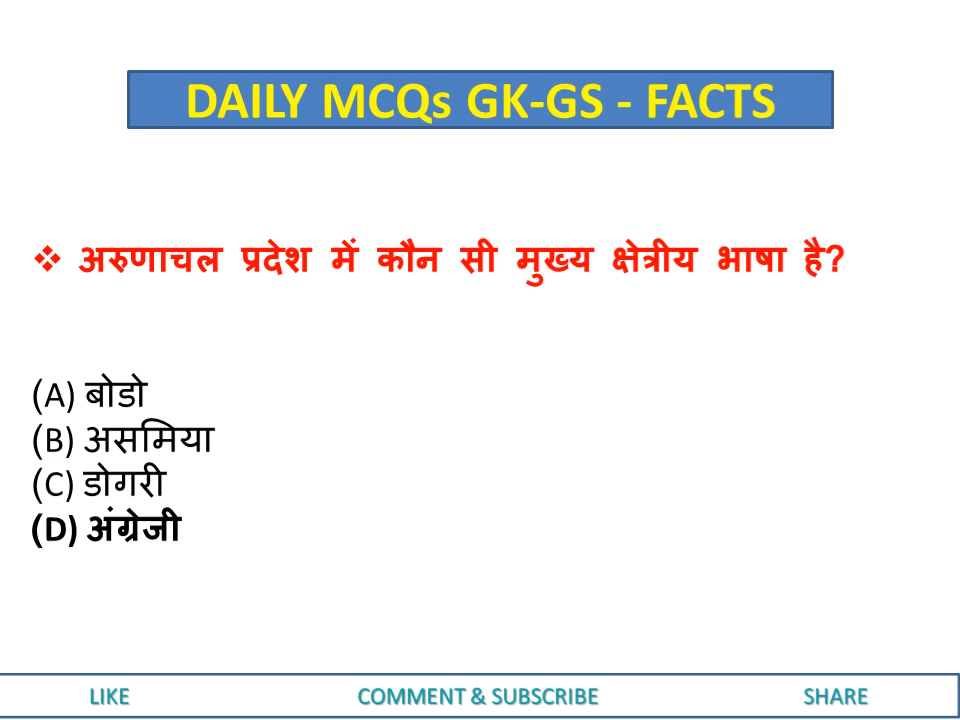 DAILY MCQs GK-GS - FACTS
❖ अरुणाचल प्रदेश में कौन सी मुख्य क्षेत्रीय भाषा है?
(A) बोडो
(B) असमिया
(C) डोगरी
(D) अंग्रेजी
LIKE COMMENT & SUBSCRIBE SHARE